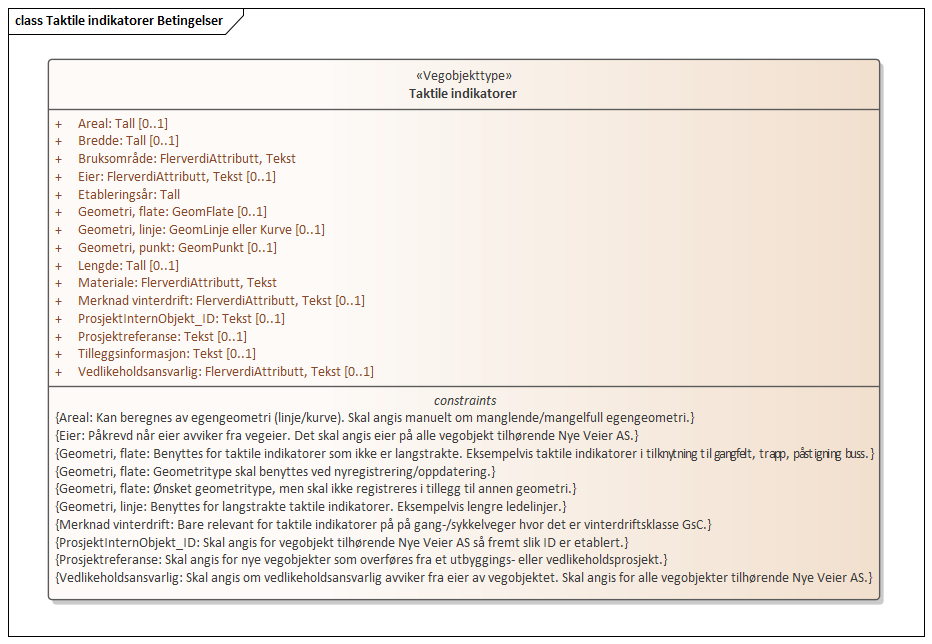 class Taktile indikatorer Betingelser
«Vegobjekttype»
Taktile indikatorer
+ Areal: Tall [0..1]
+ Bredde: Tall [0..1]
+ Bruksområde: FlerverdiAttributt, Tekst
+ Eier: FlerverdiAttributt, Tekst [0..1]
+ Etableringsår: Tall
+ Geometri, flate: GeomFlate [0..1]
+ Geometri, linje: GeomLinje eller Kurve [0..1]
+ Geometri, punkt: GeomPunkt [0..1]
+ Lengde: Tall [0..1]
+ Materiale: FlerverdiAttributt, Tekst
+ Merknad vinterdrift: FlerverdiAttributt, Tekst [0..1]
+ ProsjektInternObjekt_ID: Tekst [0..1]
+ Prosjektreferanse: Tekst [0..1]
+ Tilleggsinformasjon: Tekst [0..1]
+ Vedlikeholdsansvarlig: FlerverdiAttributt, Tekst [0..1]
constraints
{Areal: Kan beregnes av egengeometri (linje/kurve). Skal angis manuelt om manglende/mangelfull egengeometri.}
{Eier: Påkrevd når eier avviker fra vegeier. Det skal angis eier på alle vegobjekt tilhørende Nye Veier AS.}
{Geometri, flate: Benyttes for taktile indikatorer som ikke er langstrakte. Eksempelvis taktile indikatorer i tilknytning til gangfelt, trapp, påstigning buss.}
{Geometri, flate: Geometritype skal benyttes ved nyregistrering/oppdatering.}
{Geometri, flate: Ønsket geometritype, men skal ikke registreres i tillegg til annen geometri.}
{Geometri, linje: Benyttes for langstrakte taktile indikatorer. Eksempelvis lengre ledelinjer.}
{Merknad vinterdrift: Bare relevant for taktile indikatorer på på gang-/sykkelveger hvor det er vinterdriftsklasse GsC.}
{ProsjektInternObjekt_ID: Skal angis for vegobjekt tilhørende Nye Veier AS så fremt slik ID er etablert.}
{Prosjektreferanse: Skal angis for nye vegobjekter som overføres fra et utbyggings- eller vedlikeholdsprosjekt.}
{Vedlikeholdsansvarlig: Skal angis om vedlikeholdsansvarlig avviker fra eier av vegobjektet. Skal angis for alle vegobjekter tilhørende Nye Veier AS.}